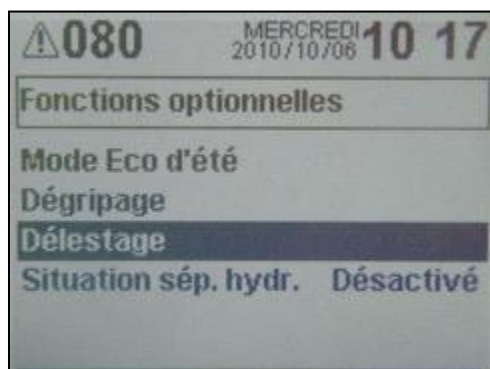 080 MERCREDI 2010/10/06 10 17
Fonctions optionnelles
Mode Eco d'été
Dégripage
Délestage
Situation sép. hydr. Désactivé